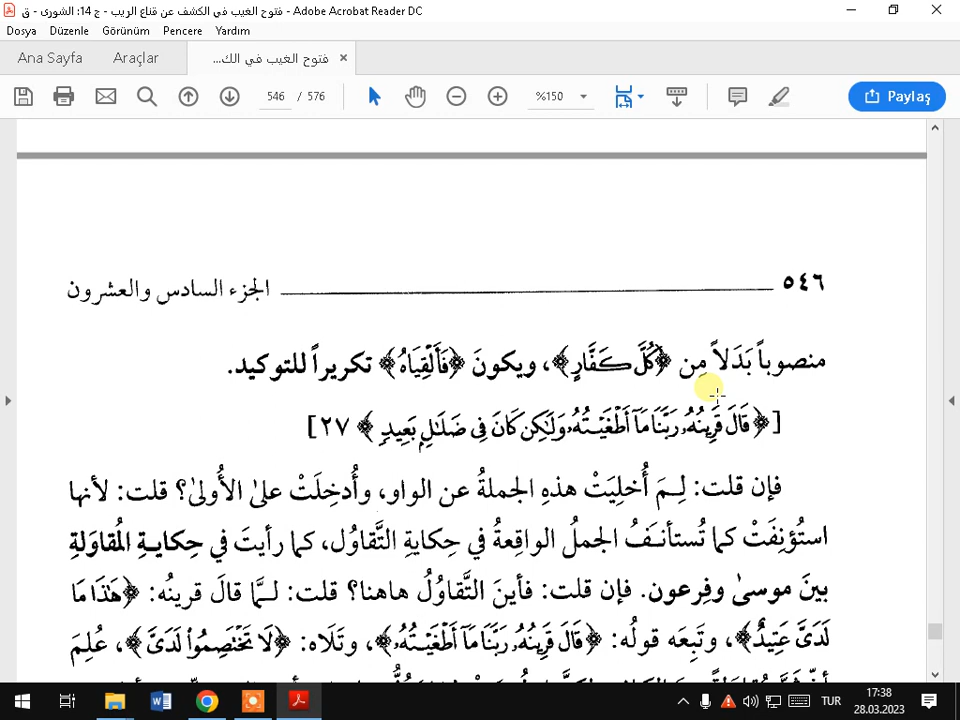 فتوح الغيب في الكشف عن قناع الريب - ج 14: الشورى - ق - Adobe Acrobat Reader DC
Dosya Düzenle Görünüm Pencere Yardım
Ana Sayfa Araçlar فتوح الغيب في الك...
546 / 576 %150 Paylaş
٥٤٦ الجزء السادس والعشرون
منصوباً بَدَلاً مِن ﴿كُلَّ كَفَّارٍ﴾، ويكونَ ﴿فَأَلْقِيَاهُ﴾ تكريراً للتوكيد.
[﴿قَالَ قَرِينُهُۥ رَبَّنَا مَآ أَطْغَيْتُهُۥ وَلَٰكِن كَانَ فِى ضَلَٰلٍۭ بَعِيدٍ﴾ ٢٧]
فإن قلت: لِمَ أُخلِيَتْ هذهِ الجملةُ عن الواو، وأُدخِلَتْ علىٰ الأُولىٰ؟ قلت: لأنها
استُؤنِفَتْ كما تُستأنَفُ الجملُ الواقِعةُ في حِكايةِ التَّقاوُل، كما رأيتَ في حِكايةِ المُقاوَلةِ
بينَ موسىٰ وفِرعون. فإن قلت: فأينَ التَّقاوُلُ هاهنا؟ قلت: لـمَّا قالَ قرينُه: ﴿هَٰذَا مَا
لَدَىَّ عَتِيدٌ﴾، وتَبِعَه قولُه: ﴿قَالَ قَرِينُهُۥ رَبَّنَا مَآ أَطْغَيْتُهُۥ﴾، وتَلَاه: ﴿لَا تَخْتَصِمُوا۟ لَدَىَّ﴾، عُلِمَ
TUR 17:38
28.03.2023